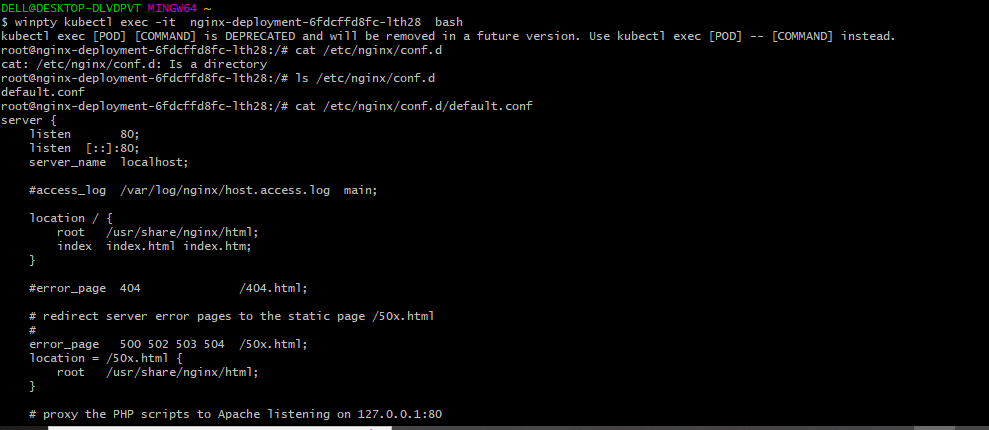 DELL@DESKTOP-DLVDPVT MINGW64 ~
$ winpty kubectl exec -it  nginx-deployment-6fdcffd8fc-lth28  bash
kubectl exec [POD] [COMMAND] is DEPRECATED and will be removed in a future version. Use kubectl exec [POD] -- [COMMAND] instead.
root@nginx-deployment-6fdcffd8fc-lth28:/# cat /etc/nginx/conf.d
cat: /etc/nginx/conf.d: Is a directory
root@nginx-deployment-6fdcffd8fc-lth28:/# ls /etc/nginx/conf.d
default.conf
root@nginx-deployment-6fdcffd8fc-lth28:/# cat /etc/nginx/conf.d/default.conf
server {
    listen       80;
    listen  [::]:80;
    server_name  localhost;

    #access_log  /var/log/nginx/host.access.log  main;

    location / {
        root   /usr/share/nginx/html;
        index  index.html index.htm;
    }

    #error_page  404              /404.html;

    # redirect server error pages to the static page /50x.html
    #
    error_page   500 502 503 504  /50x.html;
    location = /50x.html {
        root   /usr/share/nginx/html;
    }

    # proxy the PHP scripts to Apache listening on 127.0.0.1:80